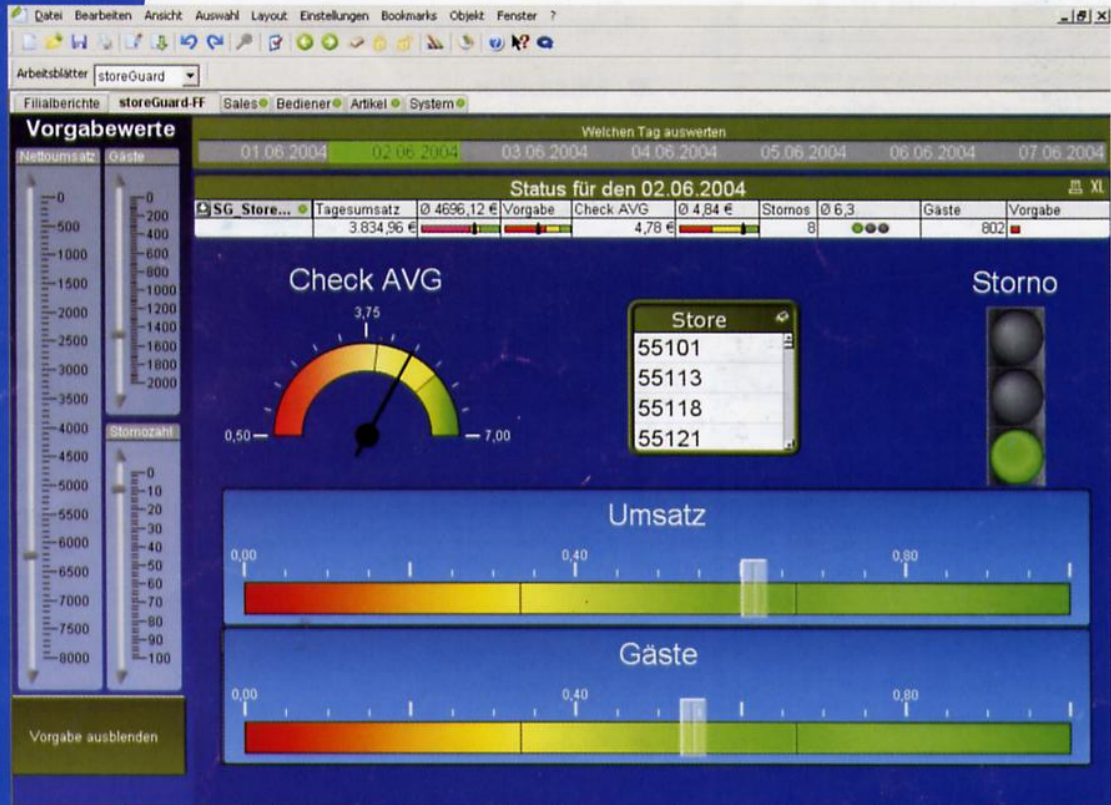 Datei Bearbeiten Ansicht Auswahl Layout Einstellungen Bookmarks Objekt Fenster ?
Arbeitsblätter storeGuard
Filialberichte storeGuard-FF Sales Bediener Artikel System
Vorgabewerte
Nettoumsatz Gäste
0
500
1000
1500
2000
2500
3000
3500
4000
4500
5000
5500
6000
6500
7000
7500
8000
0
200
400
600
800
1000
1200
1400
1600
1800
2000
Stornozahl
0
10
20
30
40
50
60
70
80
90
100
Vorgabe ausblenden
Welchen Tag auswerten
01.06.2004 02.06.2004 03.06.2004 04.06.2004 05.06.2004 06.06.2004 07.06.2004
Status für den 02.06.2004 XL
SG_Store... Tagesumsatz Ø 4696,12 € Vorgabe Check AVG Ø 4,84 € Stornos Ø 6,3 Gäste Vorgabe
3.834,96 € 4,78 € 8 802
Check AVG
3,75
0,50 7,00
Store
55101
55113
55118
55121
Storno
Umsatz
0,00 0,40 0,80
Gäste
0,00 0,40 0,80